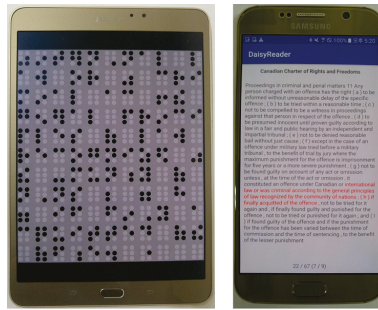 SAMSUNG
100%
5:20
DaisyReader
Canadian Charter of Rights and Freedoms
Proceedings in criminal and penal matters 11 Any
person charged with an offence has the right ( a ) to be
informed without unreasonable delay of the specific
offence ; ( b ) to be tried within a reasonable time ; ( c )
not to be compelled to be a witness in proceedings
against that person in respect of the offence ; ( d ) to
be presumed innocent until proven guilty according to
law in a fair and public hearing by an independent and
impartial tribunal ; ( e ) not to be denied reasonable
bail without just cause ; ( f ) except in the case of an
offence under military law tried before a military
tribunal , to the benefit of trial by jury where the
maximum punishment for the offence is imprisonment
for five years or a more severe punishment ; ( g ) not to
be found guilty on account of any act or omission
unless , at the time of the act or omission , it
constituted an offence under Canadian or international
law or was criminal according to the general principles
of law recognized by the community of nations ; ( h ) if
finally acquitted of the offence , not to be tried for it
again and , if finally found guilty and punished for the
offence , not to be tried or punished for it again ; and ( i
) if found guilty of the offence and if the punishment
for the offence has been varied between the time of
commission and the time of sentencing , to the benefit
of the lesser punishment .
22 / 67 (7 / 9)